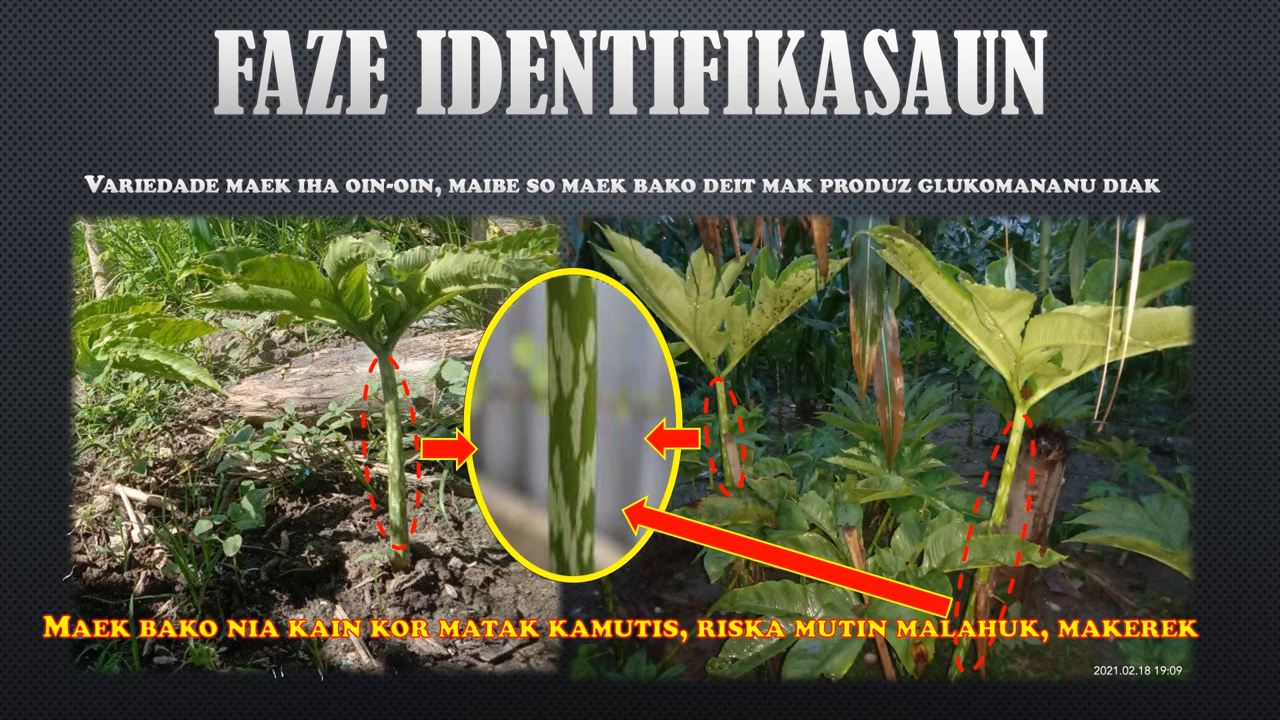 FAZE IDENTIFIKASAUN
VARIEDADE MAEK IHA OIN-OIN, MAIBE SO MAEK BAKO DEIT MAK PRODUZ GLUKOMANANU DIAK
MAEK BAKO NIA KAIN KOR MATAK KAMUTIS, RISKA MUTIN MALAHUK, MAKEREK
2021.02.18 19:09